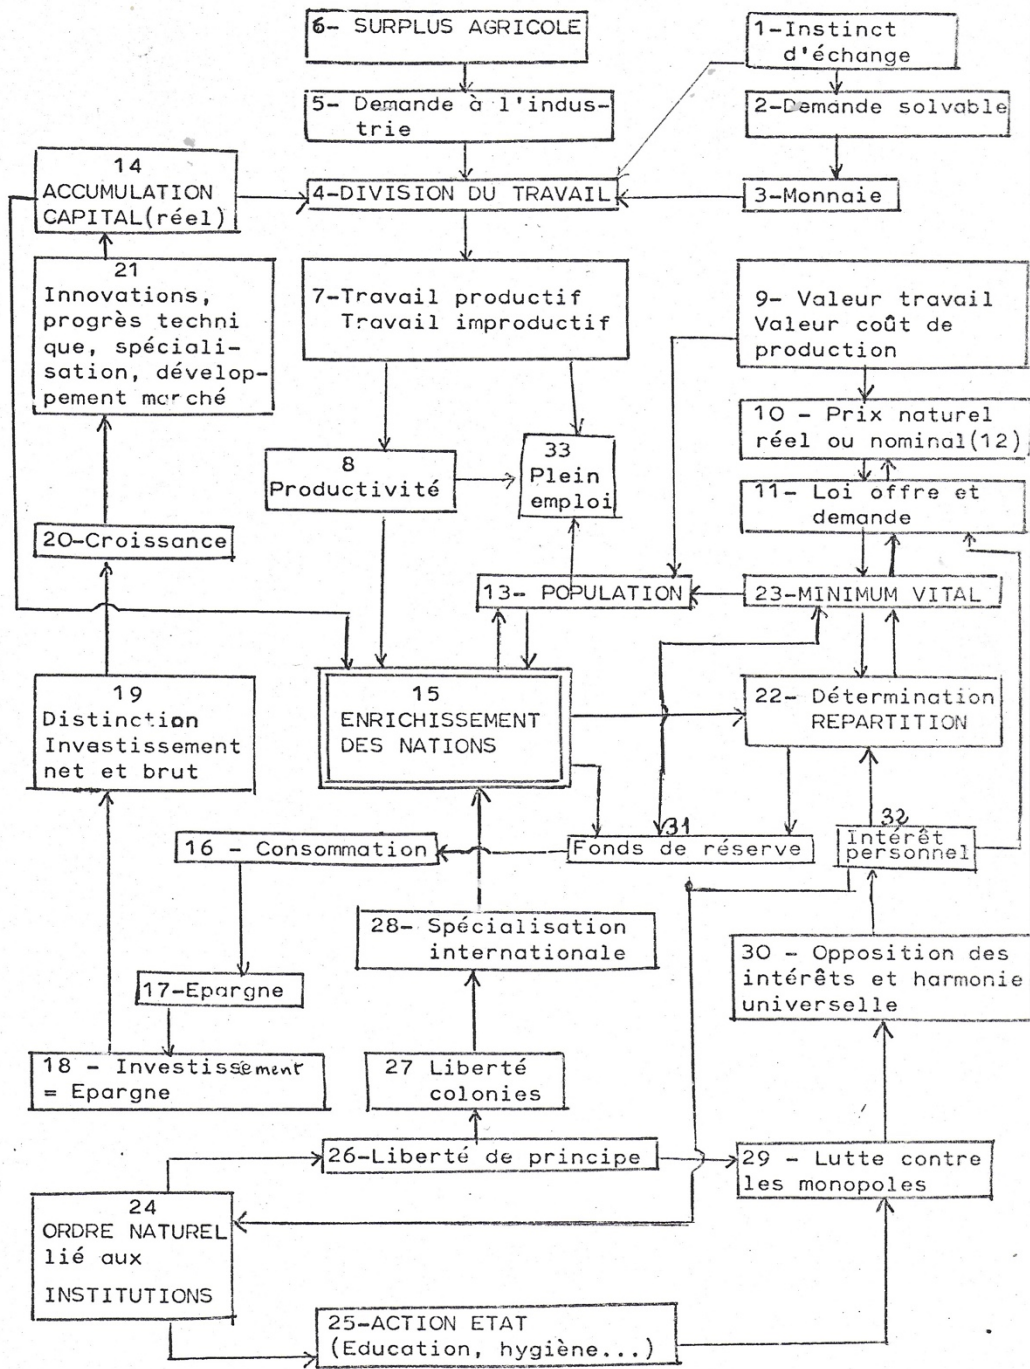 6- SURPLUS AGRICOLE
1-Instinct
d'échange
5- Demande à l'indus-
trie
2-Demande solvable
14
ACCUMULATION
CAPITAL(réel)
4-DIVISION DU TRAVAIL
3-Monnaie
21
Innovations,
progrès techni
que, spéciali-
sation, dévelop-
pement marché
7-Travail productif
Travail improductif
9- Valeur travail
Valeur coût de
production
10 - Prix naturel
réel ou nominal(12)
8
Productivité
33
Plein
emploi
11- Loi offre et
demande
20-Croissance
13- POPULATION
23-MINIMUM VITAL
19
Distinction
Investissement
net et brut
15
ENRICHISSEMENT
DES NATIONS
22- Détermination
REPARTITION
16 - Consommation
31
Fonds de réserve
32
Intérêt
personnel
28- Spécialisation
internationale
30 - Opposition des
intérêts et harmonie
universelle
17-Epargne
18 - Investissement
= Epargne
27 Liberté
colonies
26-Liberté de principe
29 - Lutte contre
les monopoles
24
ORDRE NATUREL
lié aux
INSTITUTIONS
25-ACTION ETAT
(Education, hygiène...)